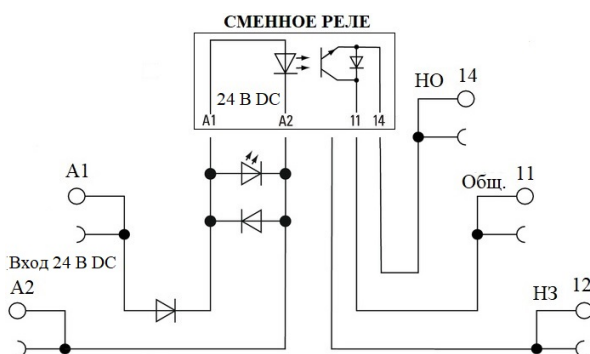 СМЕННОЕ РЕЛЕ
24 В DC
A1 A2 11 14
НО 14
A1
Общ. 11
Вход 24 В DC
A2
НЗ 12